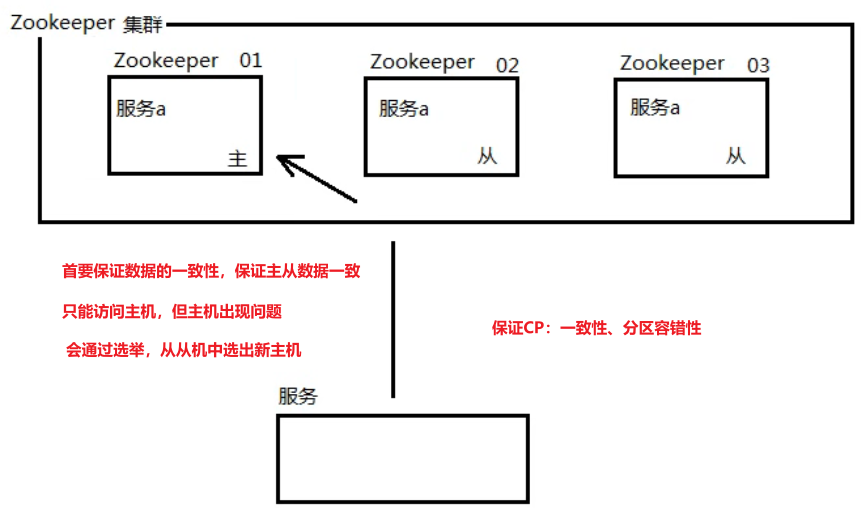 Zookeeper 集群
Zookeeper 01
Zookeeper 02
Zookeeper 03
服务a
服务a
服务a
主
从
从
首要保证数据的一致性，保证主从数据一致
只能访问主机，但主机出现问题
会通过选举，从从机中选出新主机
保证CP：一致性、分区容错性
服务